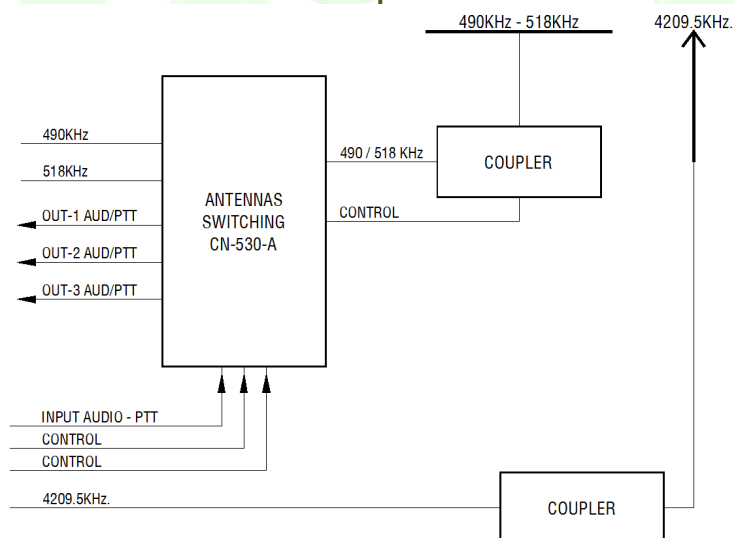 490KHz - 518KHz
4209.5KHz.
490KHz
518KHz
OUT-1 AUD/PTT
OUT-2 AUD/PTT
OUT-3 AUD/PTT
ANTENNAS
SWITCHING
CN-530-A
490 / 518 KHz
CONTROL
COUPLER
INPUT AUDIO - PTT
CONTROL
CONTROL
4209.5KHz.
COUPLER